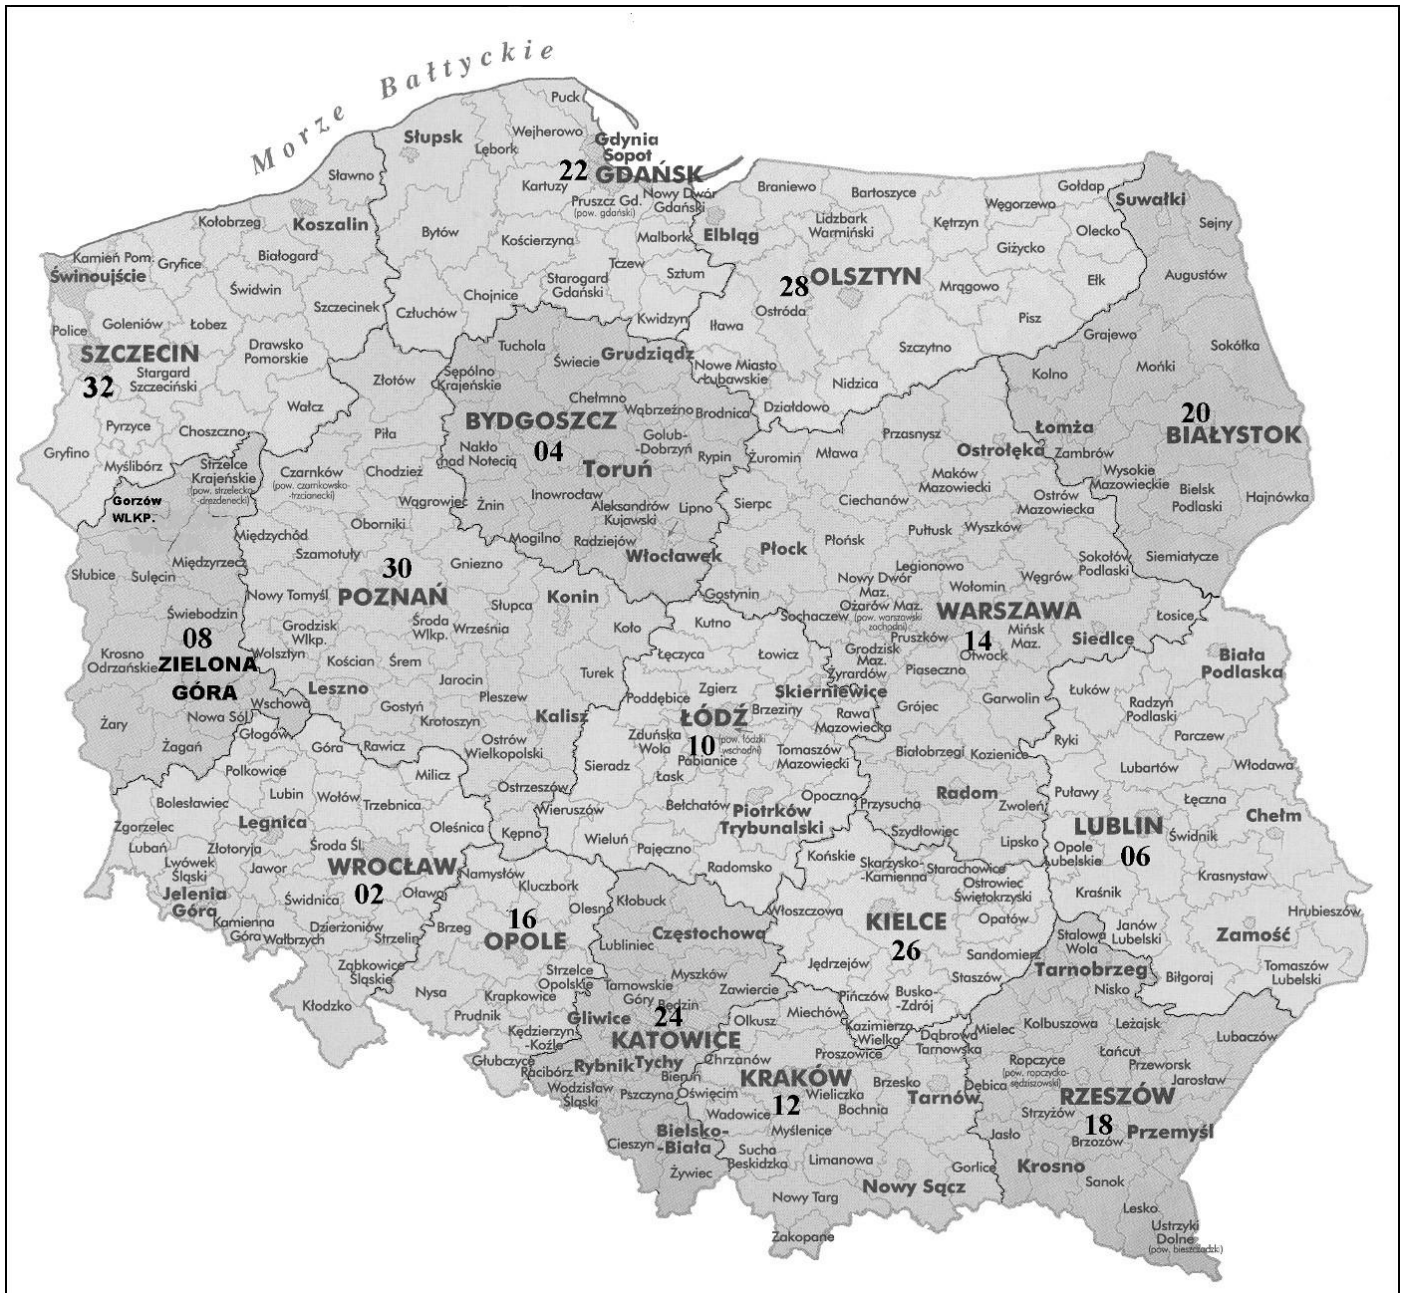 Morze Bałtyckie
Puck
Słupsk
Wejherowo
Lębork
Gdynia
Sopot
22
GDAŃSK
Sławno
Kartuzy
Pruszcz Gd.
(pow. gdański)
Nowy Dwór
Gdański
Braniewo
Bartoszyce
Gołdap
Węgorzewo
Suwałki
Sejny
Kołobrzeg
Koszalin
Bytów
Kościerzyna
Malbork
Elbląg
Lidzbark
Warmiński
Kętrzyn
Olecko
Giżycko
Kamień Pom.
Świnoujście
Gryfice
Białogard
Świdwin
Szczecinek
Człuchów
Chojnice
Starogard
Gdański
Tczew
Sztum
Kwidzyn
28
OLSZTYN
Ostróda
Iława
Mrągowo
Ełk
Pisz
Augustów
Police
Goleniów
Łobez
SZCZECIN
32
Stargard
Szczeciński
Drawsko
Pomorskie
Złotów
Sępólno
Krajeńskie
Tuchola
Świecie
Grudziądz
Nowe Miasto
Lubawskie
Szczytno
Nidzica
Działdowo
Grajewo
Kolno
Mońki
Sokółka
Wałcz
Pyrzyce
Choszczno
Gryfino
Myślibórz
Piła
BYDGOSZCZ
04
Chełmno
Wąbrzeźno
Brodnica
Nakło
nad Notecią
Golub-
-Dobrzyń
Toruń
Rypin
Żuromin
Mława
Przasnysz
Ostrołęka
Łomża
Zambrów
20
BIAŁYSTOK
Wysokie
Mazowieckie
Bielsk
Podlaski
Hajnówka
Strzelce
Krajeńskie
(pow. strzelecko-
-drezdenecki)
Gorzów
WLKP.
Czarnków
(pow. czarnkowsko-
-trzcianecki)
Chodzież
Wągrowiec
Żnin
Inowrocław
Aleksandrów
Kujawski
Lipno
Sierpc
Ciechanów
Maków
Mazowiecki
Ostrów
Mazowiecka
Międzychód
Oborniki
Szamotuły
Mogilno
Radziejów
Włocławek
Płock
Płońsk
Pułtusk
Wyszków
Siemiatycze
Słubice
Sulęcin
Międzyrzecz
30
POZNAŃ
Gniezno
Konin
Gostynin
Legionowo
Nowy Dwór
Maz.
Wołomin
Węgrów
Sokołów
Podlaski
Świebodzin
Nowy Tomyśl
Słupca
Koło
Kutno
Sochaczew
Ożarów Maz.
(pow. warszawski
zachodni)
WARSZAWA
14
Mińsk
Maz.
Siedlce
Łosice
08
ZIELONA
GÓRA
Krosno
Odrzańskie
Grodzisk
Wlkp.
Środa
Wlkp.
Września
Wolsztyn
Kościan
Śrem
Łęczyca
Łowicz
Pruszków
Grodzisk
Maz.
Żyrardów
Otwock
Piaseczno
Biała
Podlaska
Wschowa
Leszno
Jarocin
Turek
Poddębice
Zgierz
Skierniewice
Brzeziny
Grójec
Garwolin
Łuków
Radzyń
Podlaski
Żary
Nowa Sól
Żagań
Gostyń
Krotoszyn
Pleszew
Kalisz
ŁÓDŹ
10
(pow. łódzki
wschodni)
Pabianice
Zduńska
Wola
Rawa
Mazowiecka
Białobrzegi
Kozienice
Ryki
Parczew
Głogów
Góra
Rawicz
Ostrów
Wielkopolski
Sieradz
Łask
Tomaszów
Mazowiecki
Lubartów
Włodawa
Polkowice
Lubin
Wołów
Milicz
Trzebnica
Ostrzeszów
Wieruszów
Bełchatów
Piotrków
Trybunalski
Opoczno
Przysucha
Radom
Zwoleń
Puławy
Łęczna
Chełm
Bolesławiec
Legnica
Zgorzelec
Lubań
Złotoryja
Środa Śl.
Oleśnica
Kępno
Wieluń
Pajęczno
Szydłowiec
Lipsko
LUBLIN
06
Opole
Lubelskie
Świdnik
Lwówek
Śląski
Jawor
WROCŁAW
02
Oława
Namysłów
Kluczbork
Radomsko
Końskie
Skarżysko-
-Kamienna
Starachowice
Ostrowiec
Świętokrzyski
Kraśnik
Krasnystaw
Jelenia
Góra
Świdnica
Olesno
Kłobuck
Włoszczowa
KIELCE
26
Opatów
Hrubieszów
Kamienna
Góra
Wałbrzych
Dzierżoniów
Strzelin
Brzeg
16
OPOLE
Lubliniec
Częstochowa
Jędrzejów
Sandomierz
Stalowa
Wola
Janów
Lubelski
Zamość
Ząbkowice
Śląskie
Kłodzko
Nysa
Strzelce
Opolskie
Krapkowice
Tarnowskie
Góry
Myszków
Zawiercie
Będzin
Pińczów
Busko-
-Zdrój
Staszów
Tarnobrzeg
Nisko
Biłgoraj
Tomaszów
Lubelski
Prudnik
Kędzierzyn-
-Koźle
Głubczyce
Gliwice
24
KATOWICE
Olkusz
Miechów
Kazimierza
Wielka
Dąbrowa
Tarnowska
Mielec
Kolbuszowa
Leżajsk
Lubaczów
Racibórz
Rybnik
Tychy
Chrzanów
Proszowice
Ropczyce
(pow. ropczycko-
sędziszowski)
Łańcut
Przeworsk
Jarosław
Wodzisław
Śląski
Pszczyna
Bieruń
Oświęcim
KRAKÓW
12
Wieliczka
Brzesko
Bochnia
Tarnów
Dębica
RZESZÓW
18
Strzyżów
Wadowice
Myślenice
Jasło
Brzozów
Przemyśl
Cieszyn
Bielsko-
-Biała
Żywiec
Sucha
Beskidzka
Limanowa
Gorlice
Krosno
Sanok
Nowy Targ
Nowy Sącz
Lesko
Zakopane
Ustrzyki
Dolne
(pow. bieszczadzki)